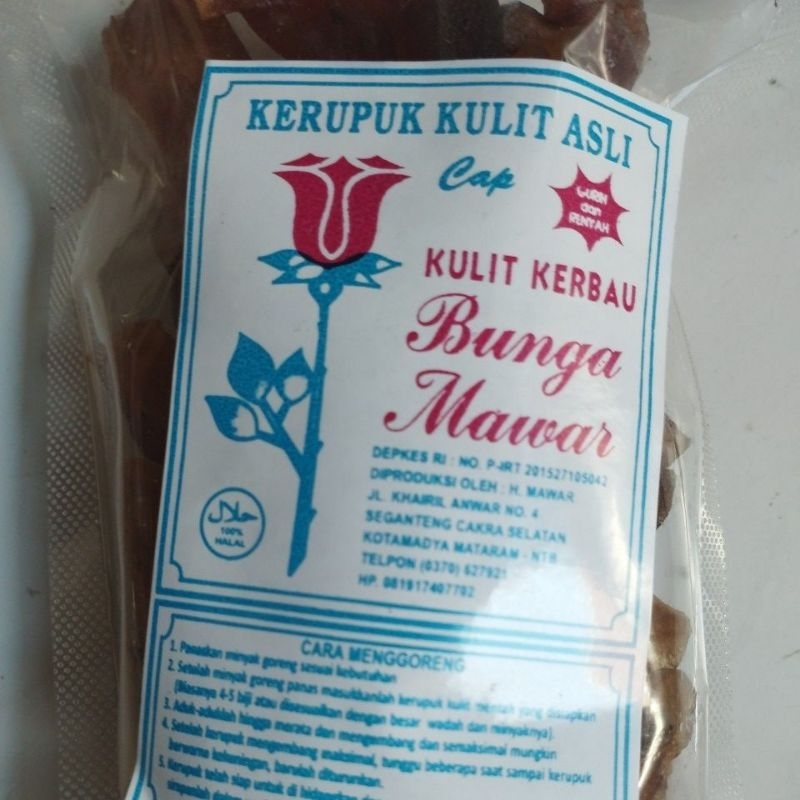 KERUPUK KULIT ASLI
Cap
GURIH
dan
RENYAH
KULIT KERBAU
Bunga
Mawar
DEPKES RI : NO. P-IRT 201527105042
DIPRODUKSI OLEH : H. MAWAR
JL. KHAIRIL ANWAR NO. 4
SEGANTENG CAKRA SELATAN
KOTAMADYA MATARAM - NTB
TELPON (0370) 627921
HP. 081917407702
حلال
100%
HALAL
CARA MENGGORENG
1. Panaskan minyak goreng sesuai kebutuhan
2. Setelah minyak goreng panas masukkanlah kerupuk kulit mentah yang disiapkan
(Biasanya 4-5 biji atau disesuaikan dengan besar wadah dan minyaknya).
3. Aduk-aduklah hingga merata dan mengembang dan semaksimal mungkin
4. Setelah kerupuk mengembang maksimal, tunggu beberapa saat sampai kerupuk
berwarna kekuningan, barulah diturunkan.
5. Kerupuk telah siap untuk di